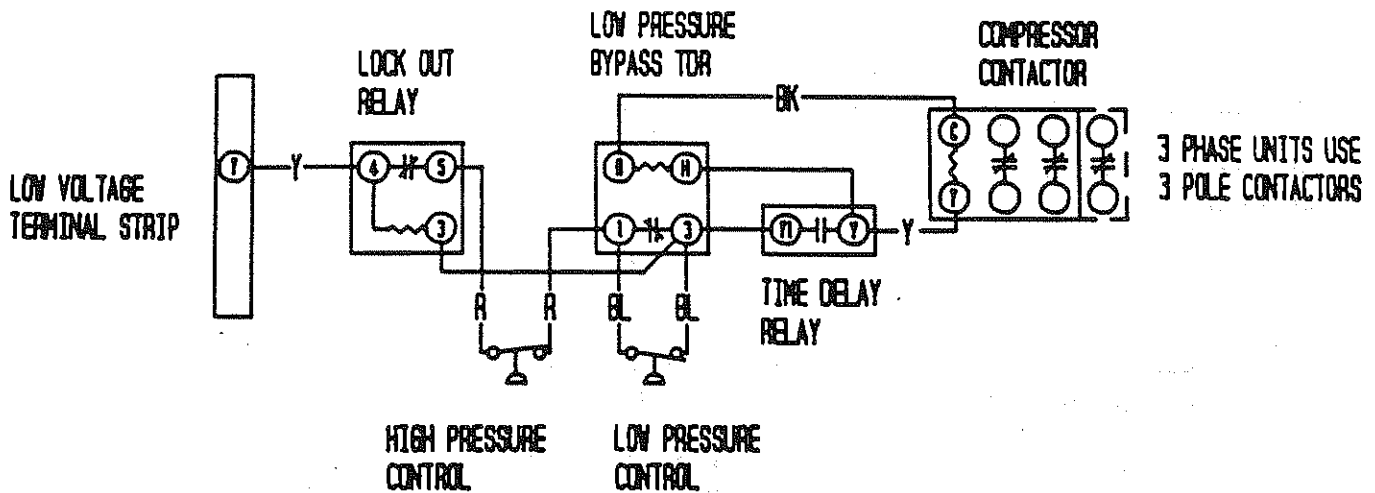 LOW PRESSURE
BYPASS TDR
COMPRESSOR
CONTACTOR
LOCK OUT
RELAY
BK
C
3 PHASE UNITS USE
3 POLE CONTACTORS
Y
Y
4
5
H
Y
LOW VOLTAGE
TERMINAL STRIP
3
1
3
Y1
Y
Y
TIME DELAY
RELAY
R
R
BL
BL
HIGH PRESSURE
CONTROL
LOW PRESSURE
CONTROL